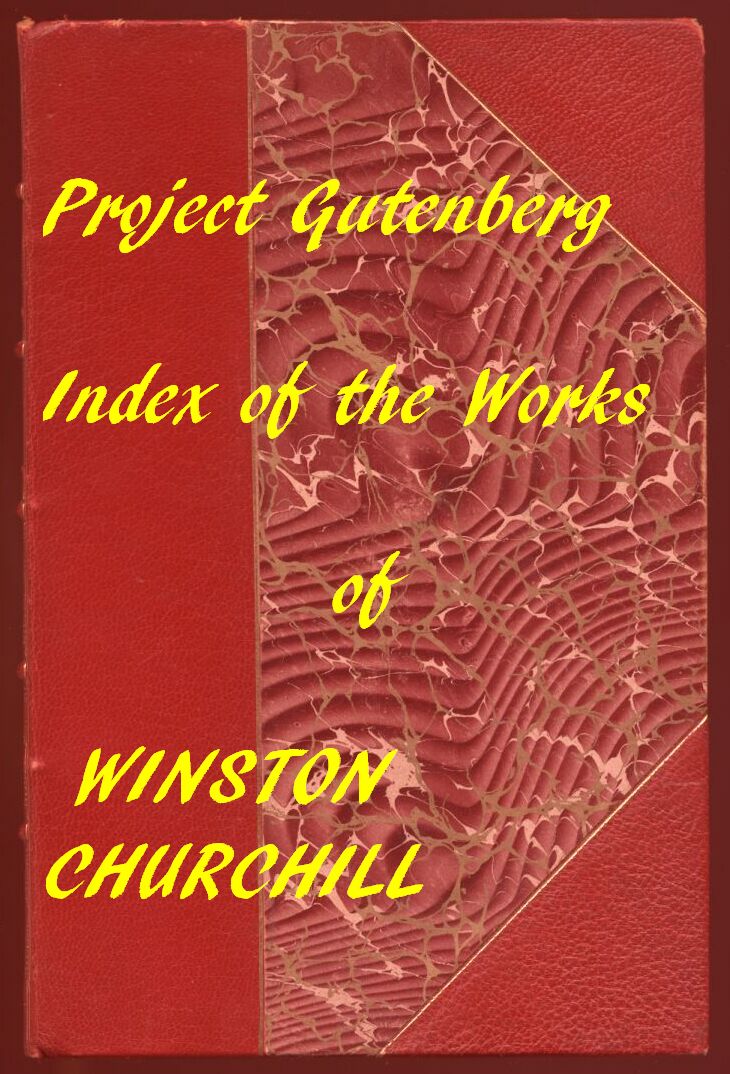 Project Gutenberg
Index of the Works
of
WINSTON
CHURCHILL